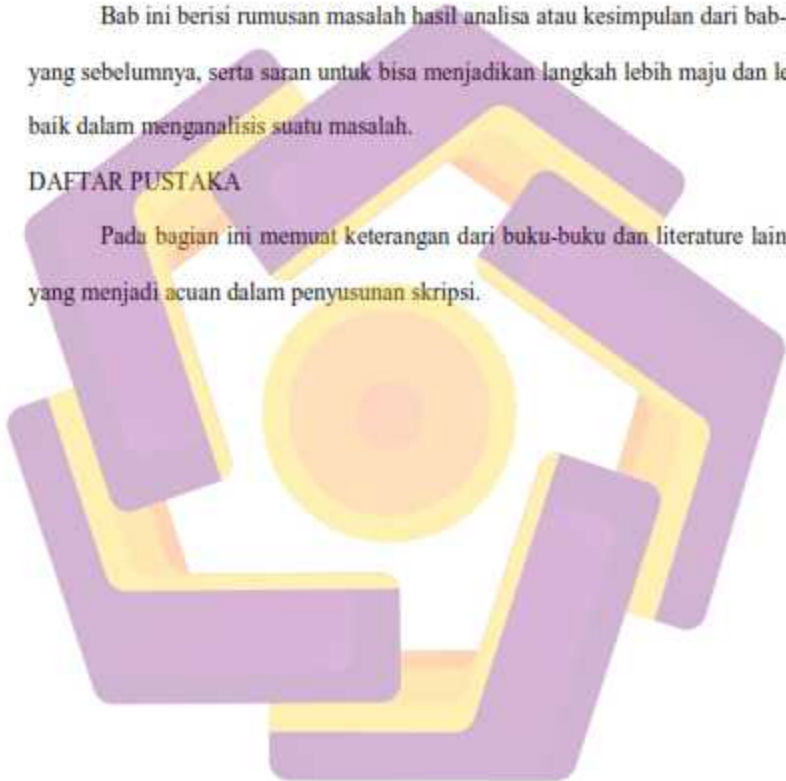 Bab ini berisi rumusan masalah hasil analisa atau kesimpulan dari bab-
yang sebelumnya, serta saran untuk bisa menjadikan langkah lebih maju dan le
baik dalam menganalisis suatu masalah.
DAFTAR PUSTAKA
Pada bagian ini memuat keterangan dari buku-buku dan literature lain
yang menjadi acuan dalam penyusunan skripsi.